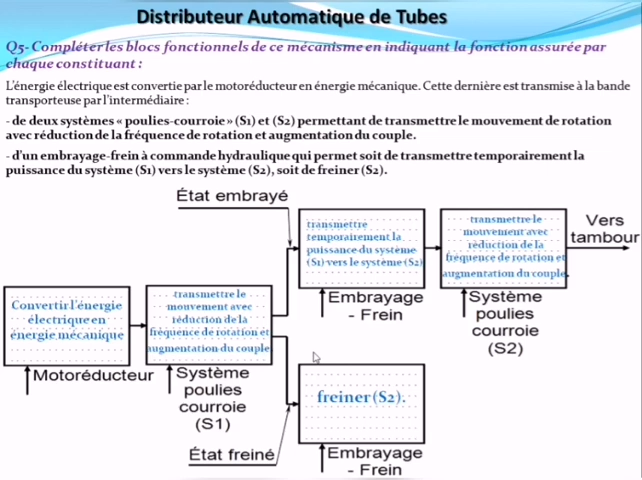 Distributeur Automatique de Tubes
Q5- Compléter les blocs fonctionnels de ce mécanisme en indiquant la fonction assurée par
chaque constituant :
L'énergie électrique est convertie par le motoréducteur en énergie mécanique. Cette dernière est transmise à la bande
transporteuse par l'intermédiaire :
- de deux systèmes « poulies-courroie » (S1) et (S2) permettant de transmettre le mouvement de rotation
avec réduction de la fréquence de rotation et augmentation du couple.
- d'un embrayage-frein à commande hydraulique qui permet soit de transmettre temporairement la
puissance du système (S1) vers le système (S2), soit de freiner (S2).
État embrayé
transmettre
temporairement la
puissance du système
(S1) vers le système (S2)
Embrayage
- Frein
transmettre le
mouvement avec
réduction de la
fréquence de rotation et
augmentation du couple.
Système
poulies
courroie
(S2)
Vers
tambour
Convertir l'énergie
électrique en
énergie mécanique
Motoréducteur
transmettre le
mouvement avec
réduction de la
fréquence de rotation et
augmentation du couple
Système
poulies
courroie
(S1)
freiner (S2).
État freiné
Embrayage
- Frein